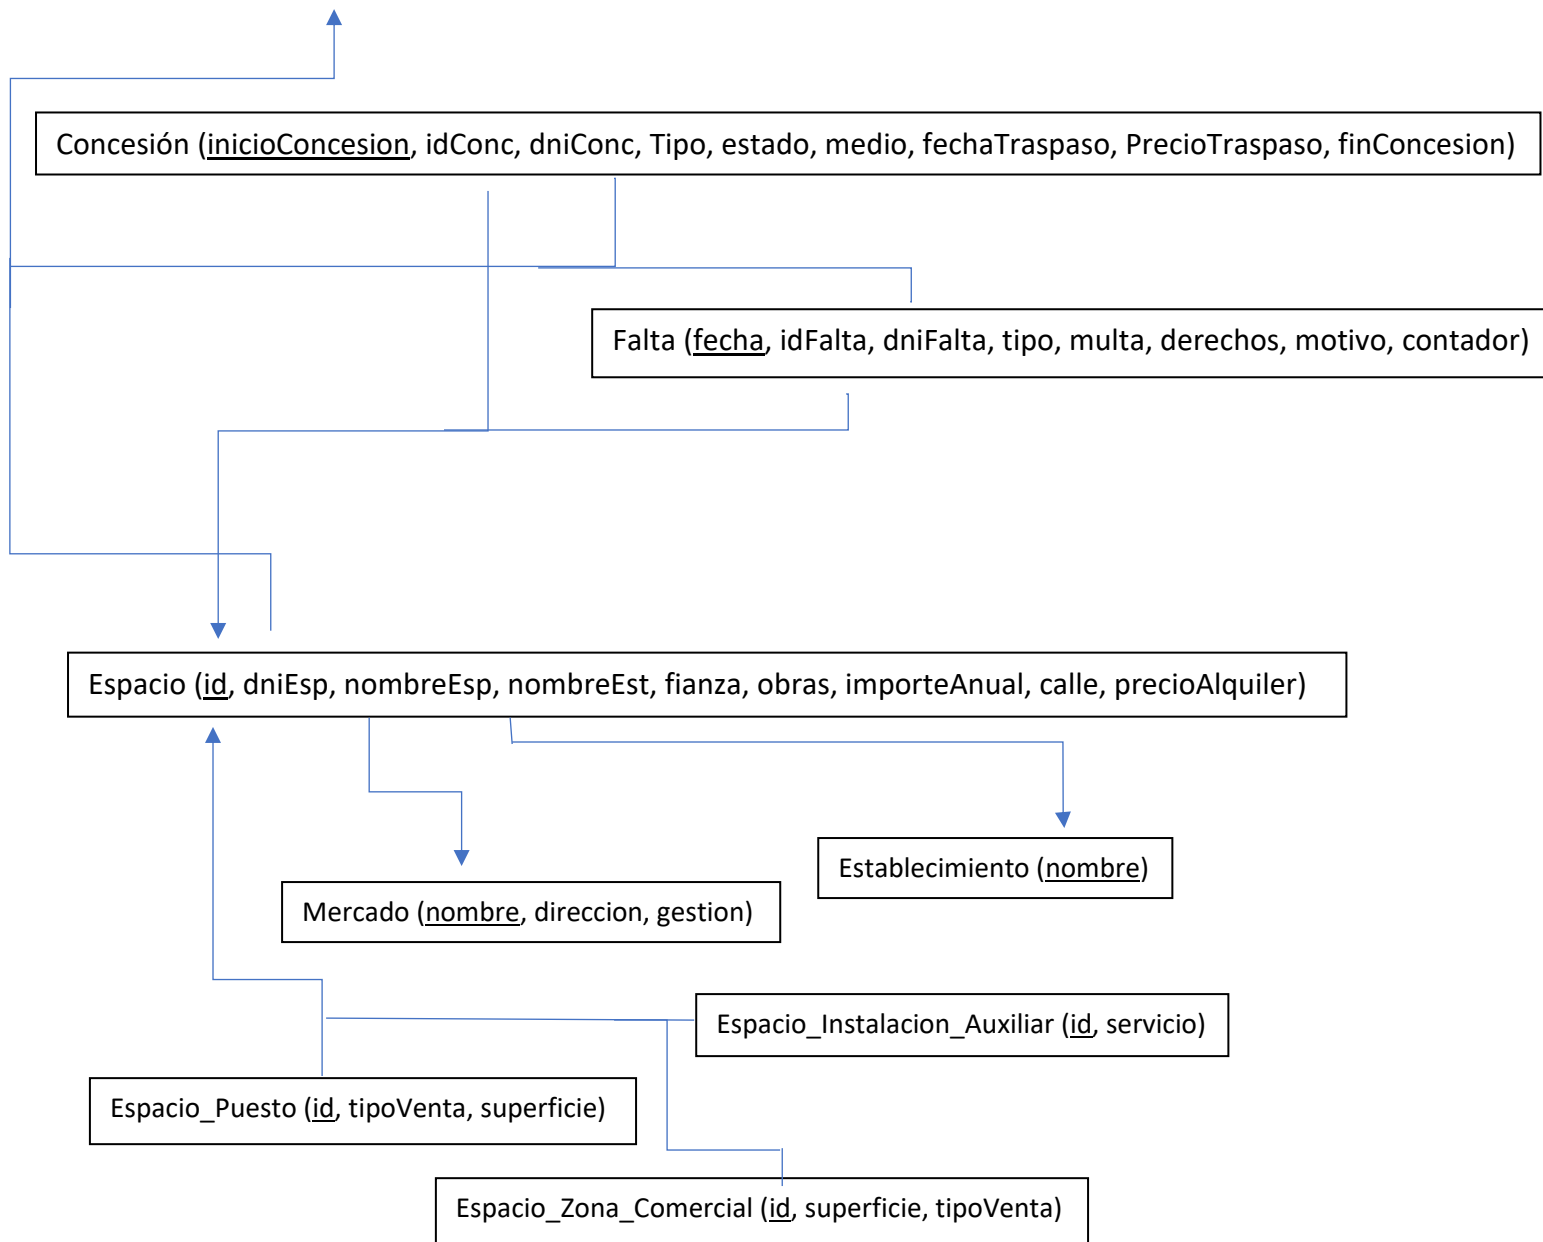 Concesión (inicioConcesion, idConc, dniConc, Tipo, estado, medio, fechaTraspaso, PrecioTraspaso, finConcesion)
Falta (fecha, idFalta, dniFalta, tipo, multa, derechos, motivo, contador)
Espacio (id, dniEsp, nombreEsp, nombreEst, fianza, obras, importeAnual, calle, precioAlquiler)
Establecimiento (nombre)
Mercado (nombre, direccion, gestion)
Espacio_Instalacion_Auxiliar (id, servicio)
Espacio_Puesto (id, tipoVenta, superficie)
Espacio_Zona_Comercial (id, superficie, tipoVenta)